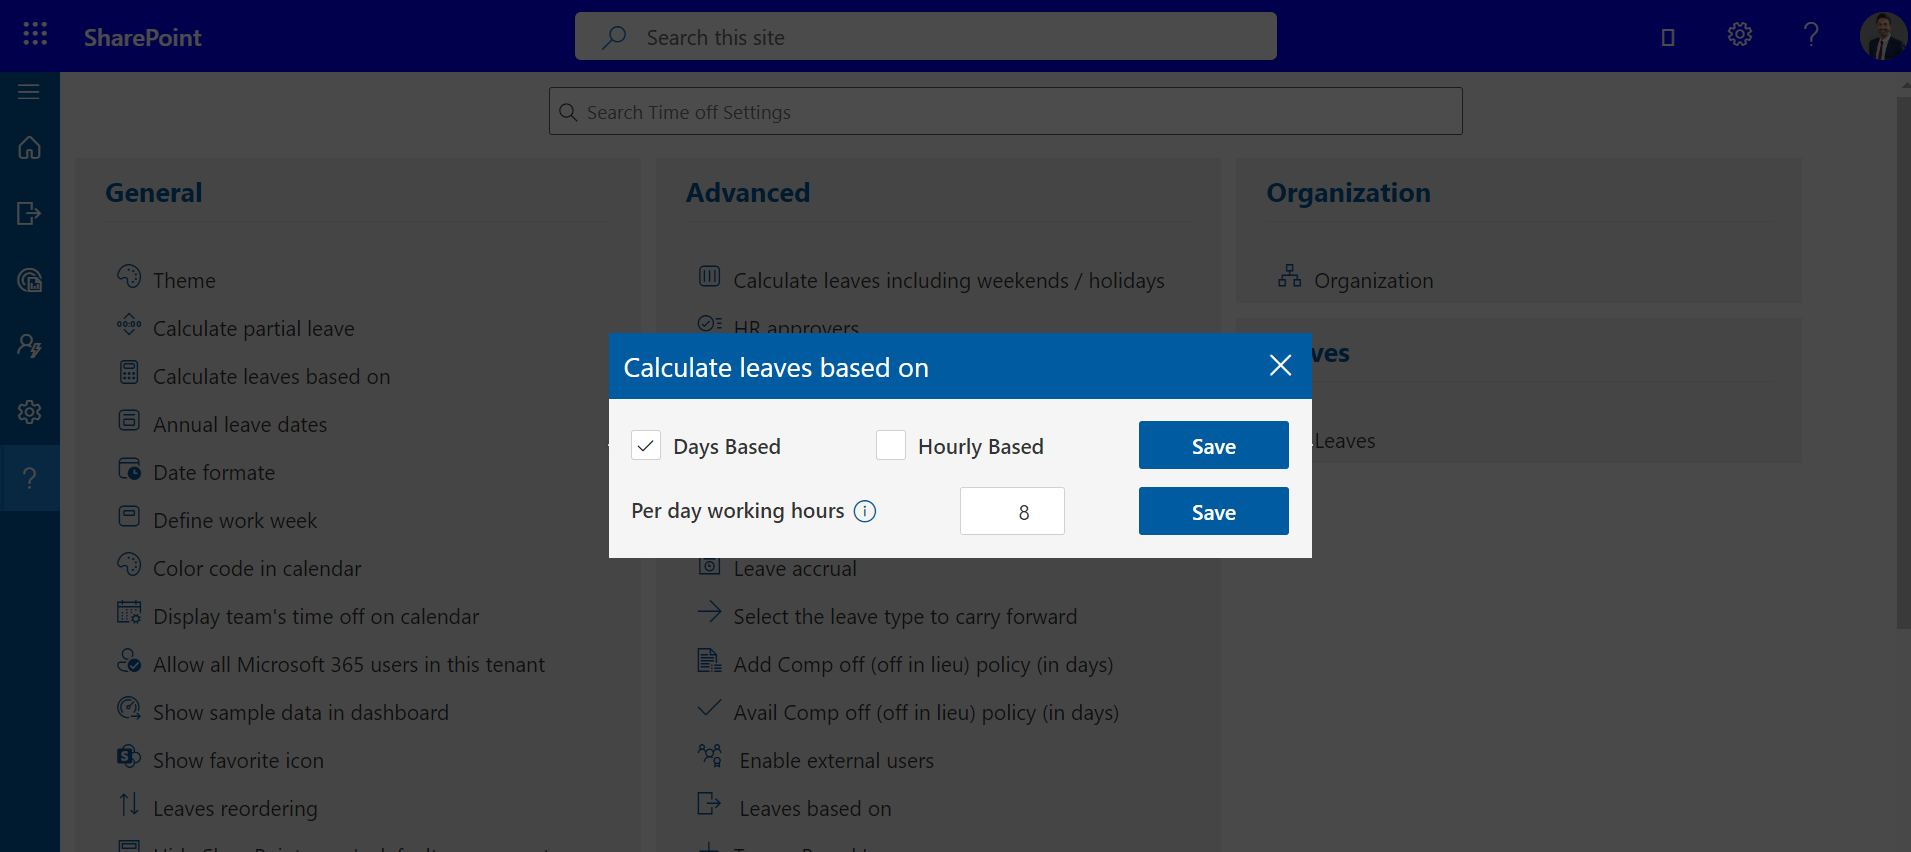 SharePoint
Search this site
Search Time off Settings
General
Theme
Calculate partial leave
Calculate leaves based on
Annual leave dates
Date formate
Define work week
Color code in calendar
Display team's time off on calendar
Allow all Microsoft 365 users in this tenant
Show sample data in dashboard
Show favorite icon
Leaves reordering
Advanced
Calculate leaves including weekends / holidays
HR approvers
Leave accrual
Select the leave type to carry forward
Add Comp off (off in lieu) policy (in days)
Avail Comp off (off in lieu) policy (in days)
Enable external users
Leaves based on
Organization
Organization
ves
Leaves
Calculate leaves based on
Days Based
Hourly Based
Save
Per day working hours
8
Save